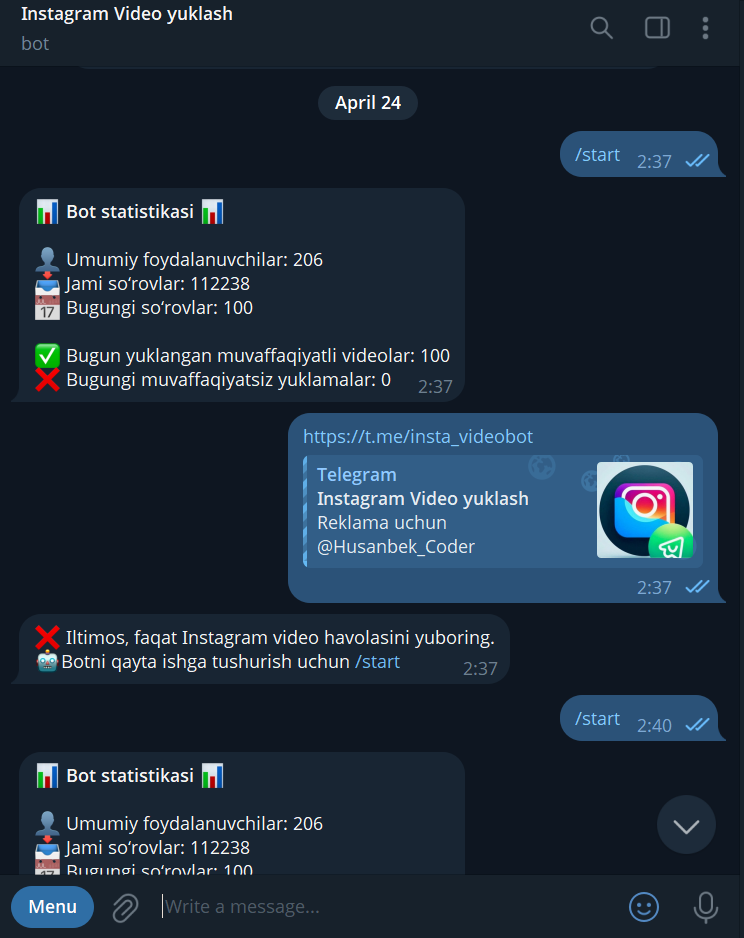 Instagram Video yuklash
bot
April 24
/start 2:37
Bot statistikasi
Umumiy foydalanuvchilar: 206
Jami so‘rovlar: 112238
17 Bugungi so‘rovlar: 100
Bugun yuklangan muvaffaqiyatli videolar: 100
Bugungi muvaffaqiyatsiz yuklamalar: 0 2:37
https://t.me/insta_videobot
Telegram
Instagram Video yuklash
Reklama uchun
@Husanbek_Coder
2:37
Iltimos, faqat Instagram video havolasini yuboring.
Botni qayta ishga tushurish uchun /start 2:37
/start 2:40
Bot statistikasi
Umumiy foydalanuvchilar: 206
Jami so‘rovlar: 112238
17 Bugungi so‘rovlar: 100
Menu Write a message...